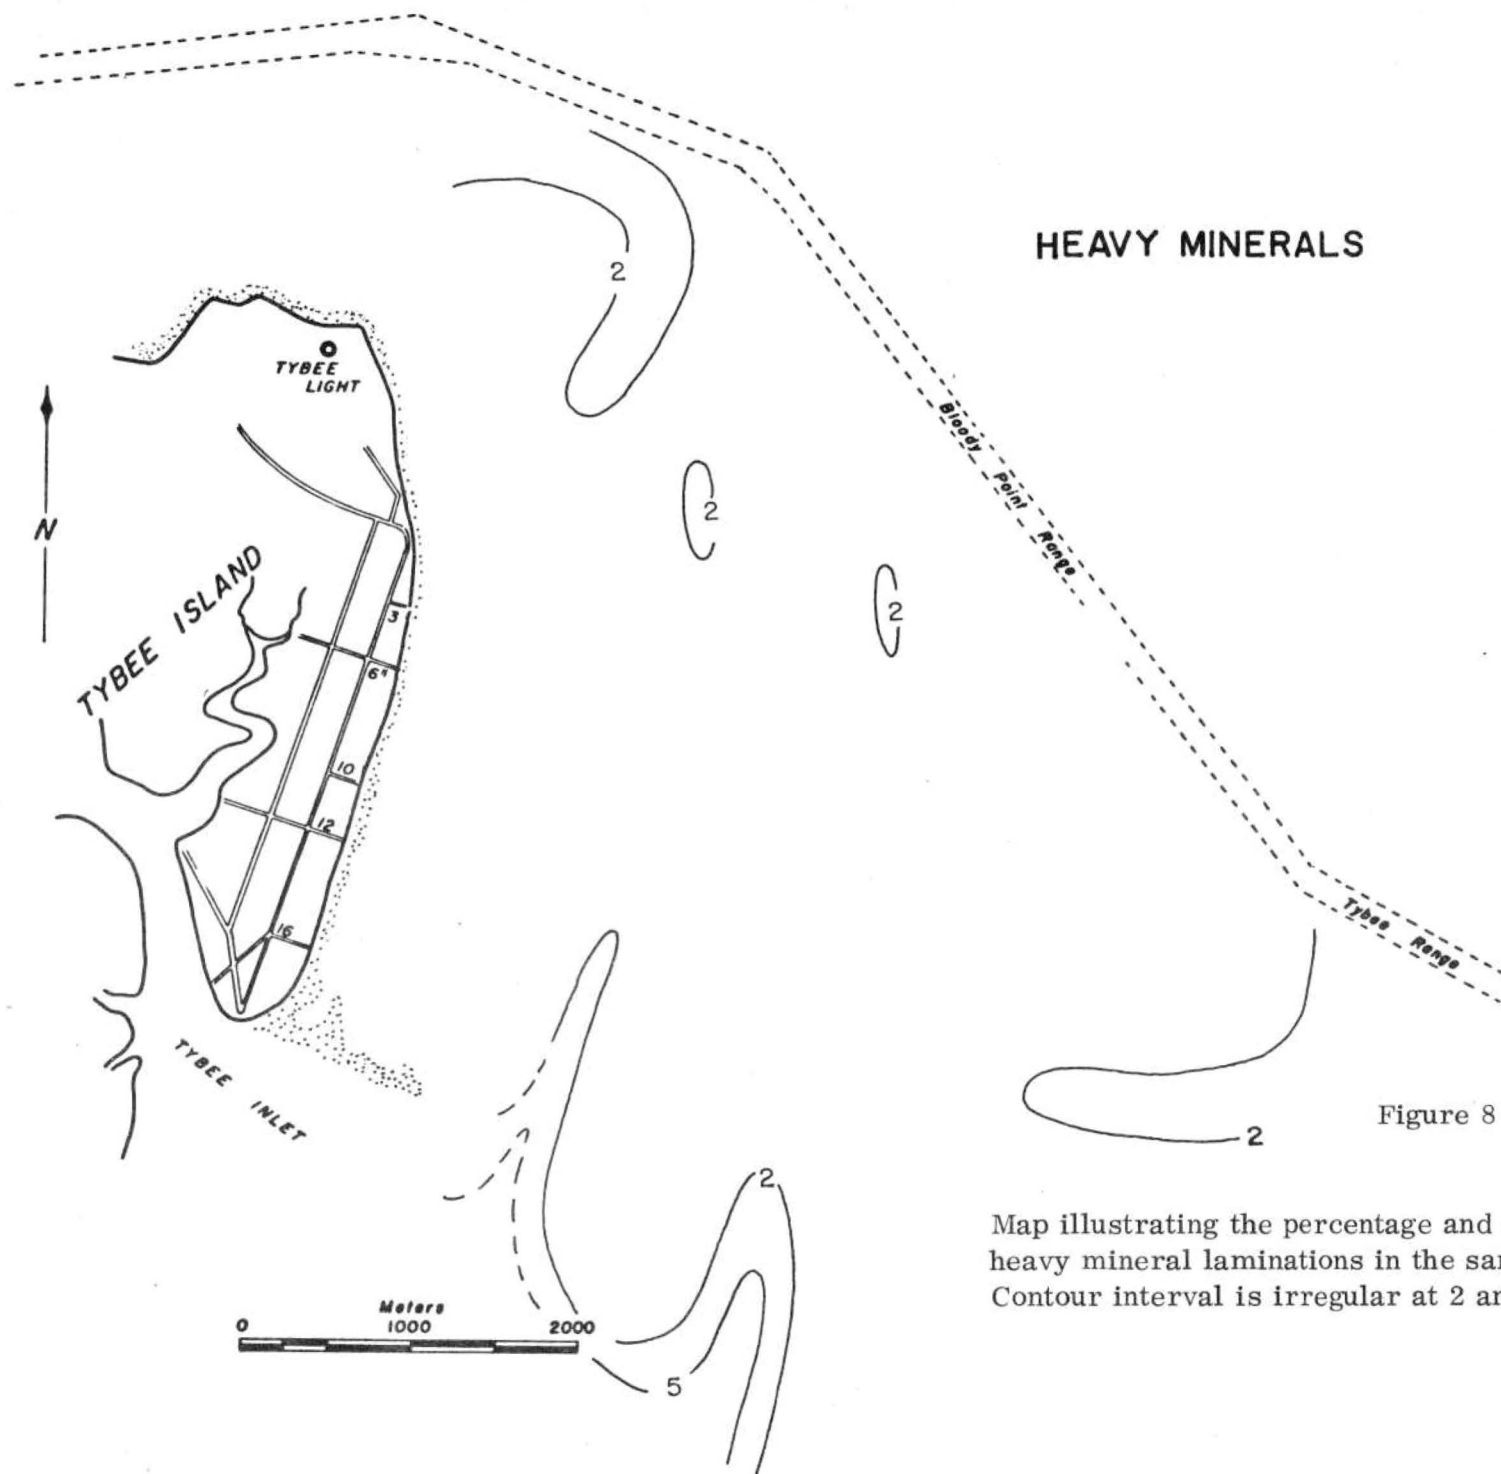 HEAVY MINERALS
2
TYBEE
LIGHT
N
Bloody Point Range
2
2
TYBEE ISLAND
3
6
10
12
16
Tybee Range
TYBEE INLET
Figure 8
2
2
Map illustrating the percentage and
heavy mineral laminations in the
Contour interval is irregular at 2
Meters
0 1000 2000
5